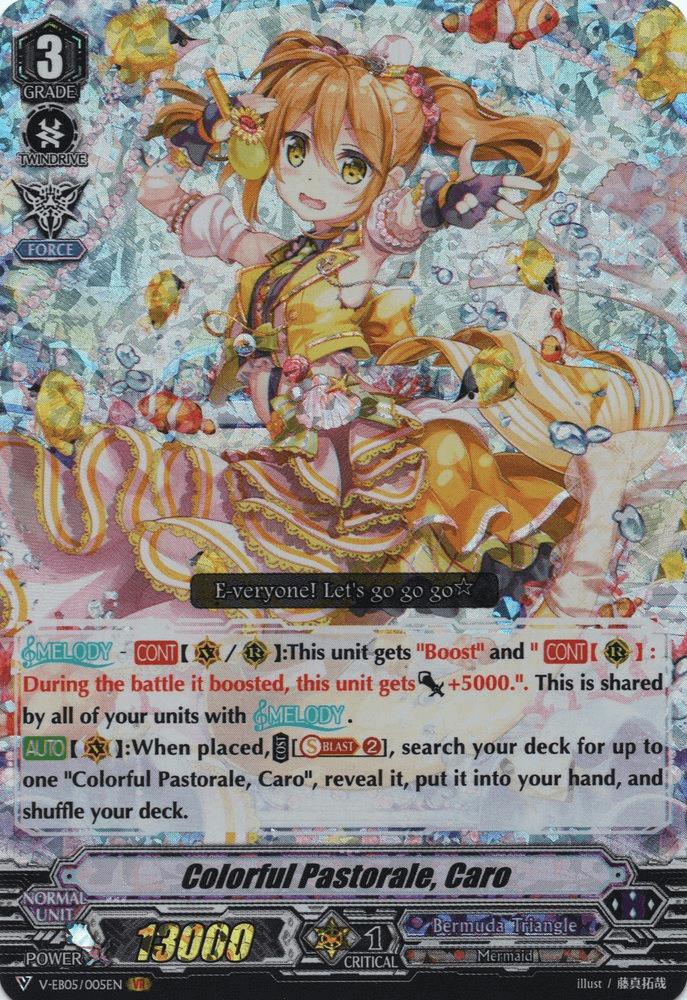 3
GRADE
TWINDRIVE!!
FORCE
E-veryone! Let's go go go☆
MELODY - CONT【V/R】:This unit gets "Boost" and " CONT【R】:
During the battle it boosted, this unit gets +5000.". This is shared
by all of your units with MELODY.
AUTO【V】:When placed, COST[S BLAST 2], search your deck for up to
one "Colorful Pastorale, Caro", reveal it, put it into your hand, and
shuffle your deck.
Colorful Pastorale, Caro
NORMAL
UNIT
POWER 13000
1
CRITICAL
Bermuda Triangle
Mermaid
V-EB05/005EN VR
illust / 藤真拓哉